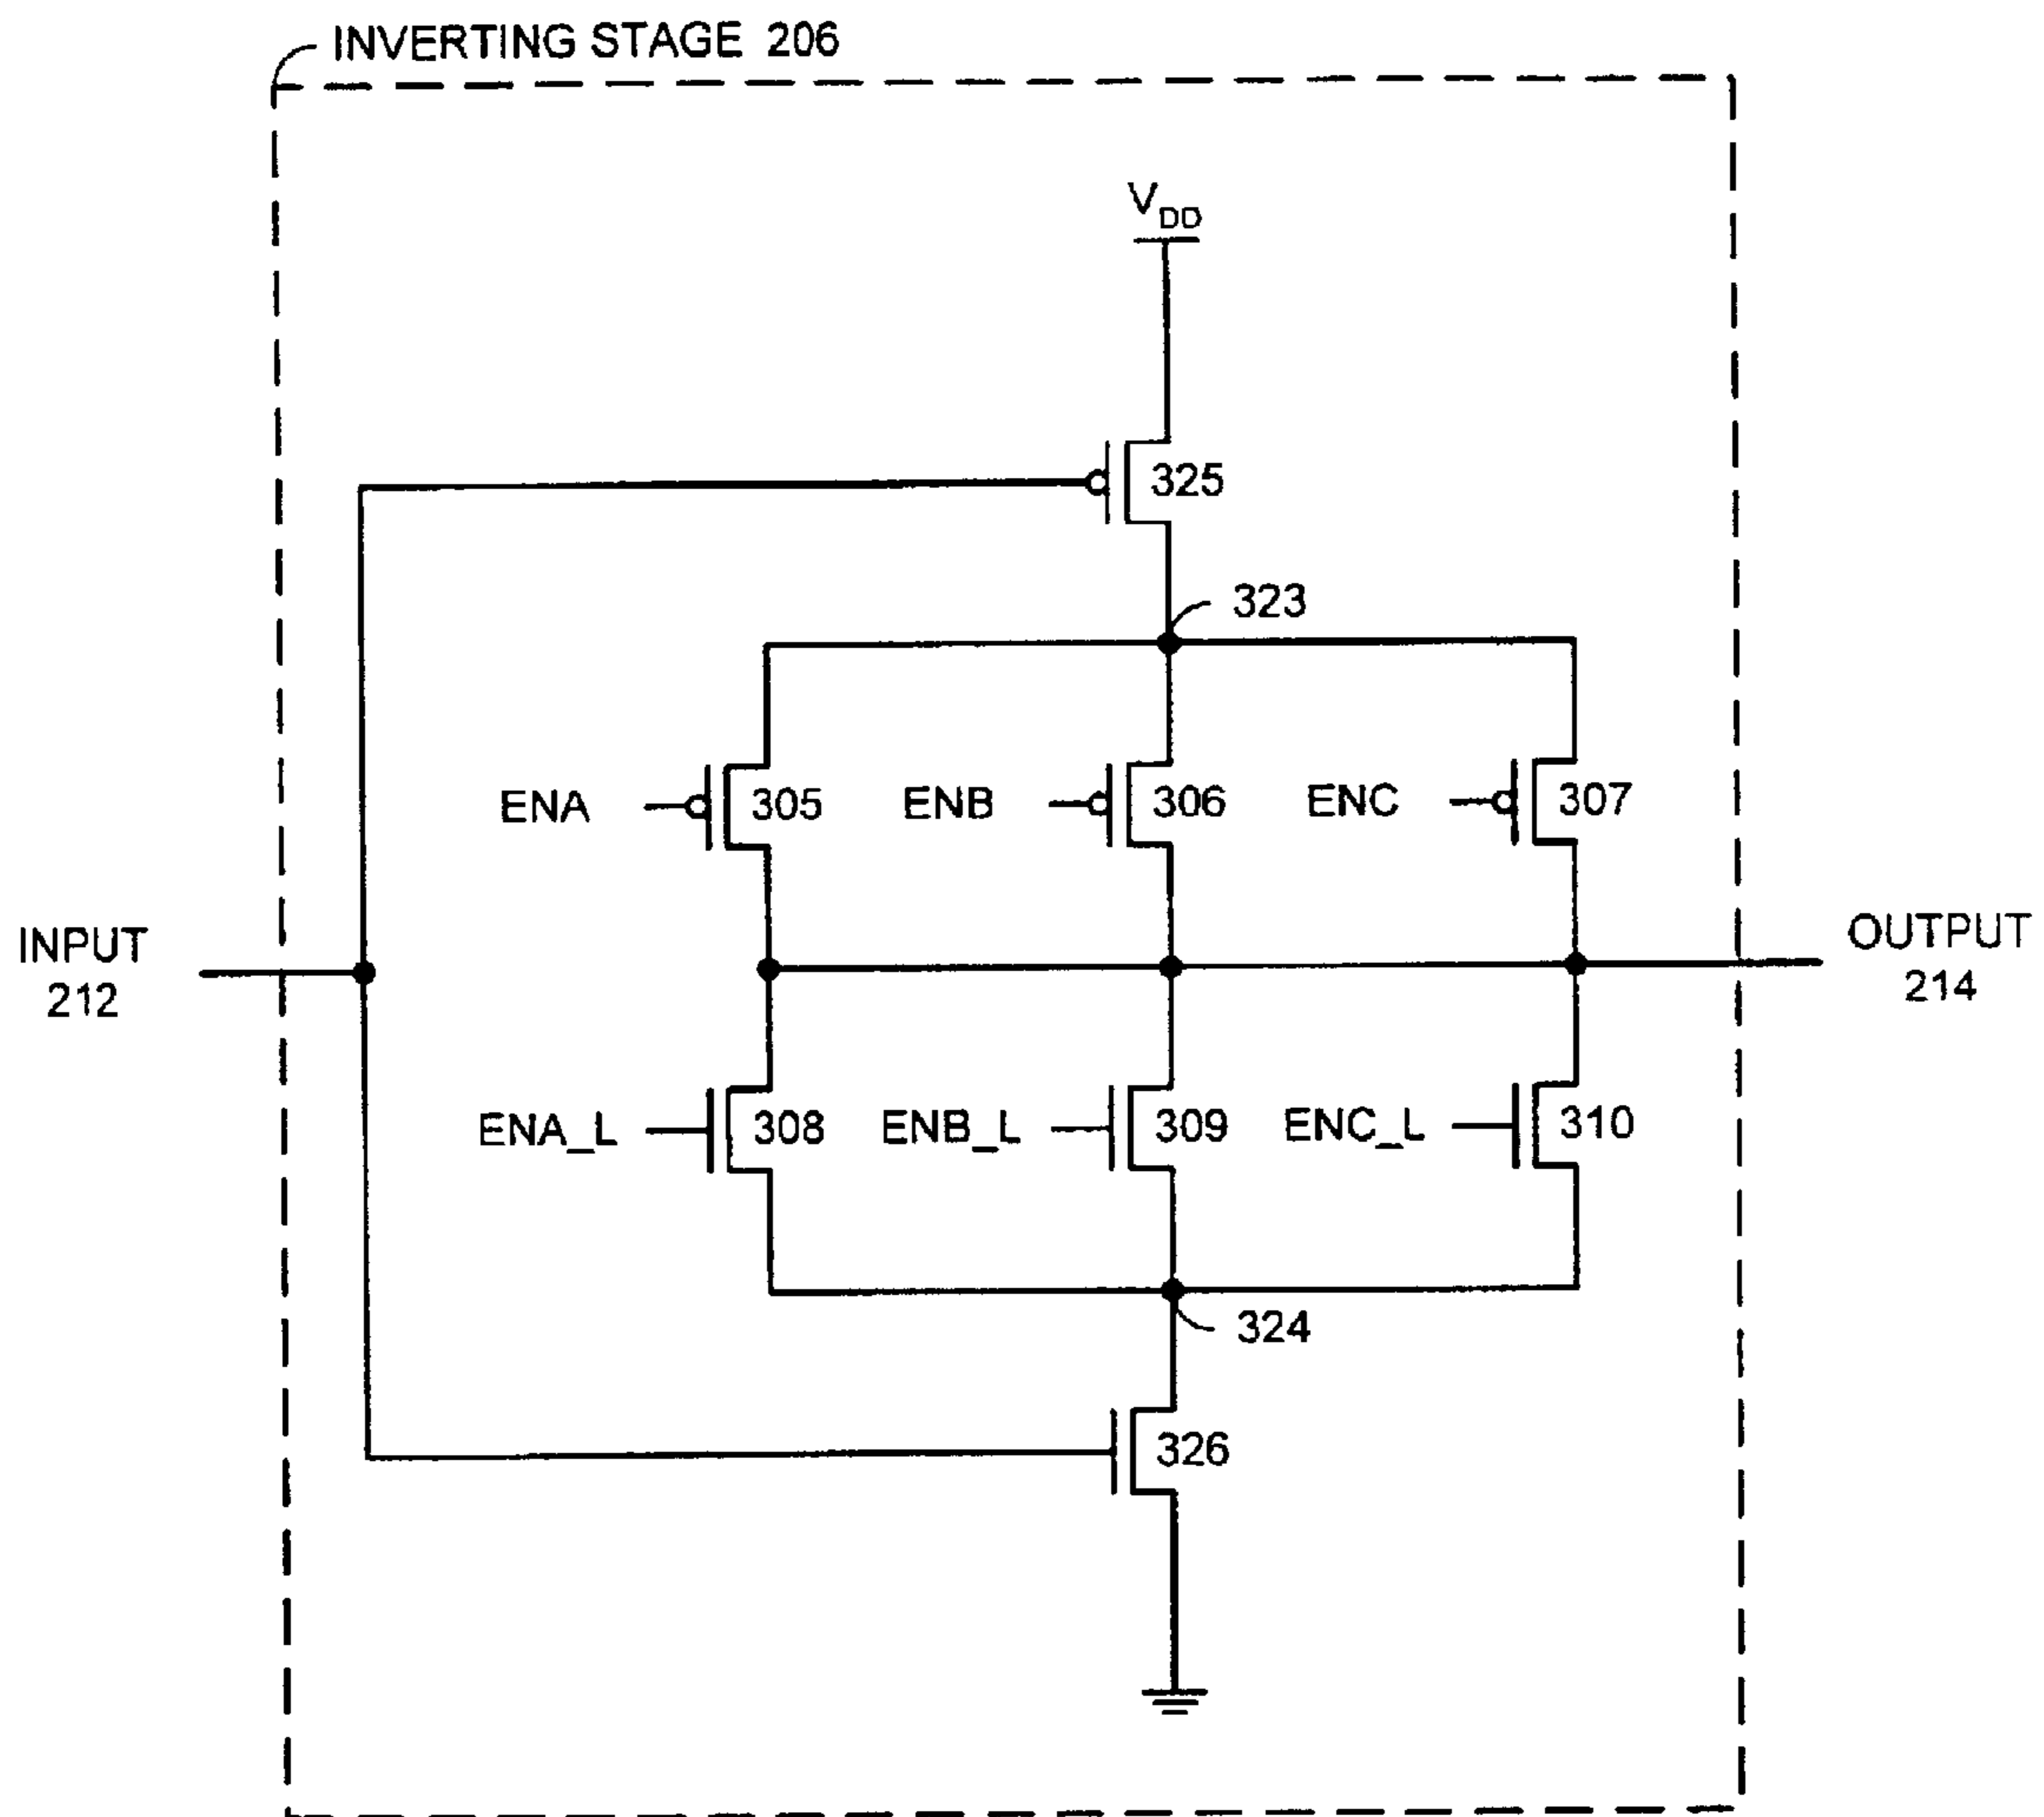 INVERTING STAGE 206
VDD
325
323
ENA
305
ENB
306
ENC
307
INPUT
212
OUTPUT
214
ENA_L
308
ENB_L
309
ENC_L
310
324
326